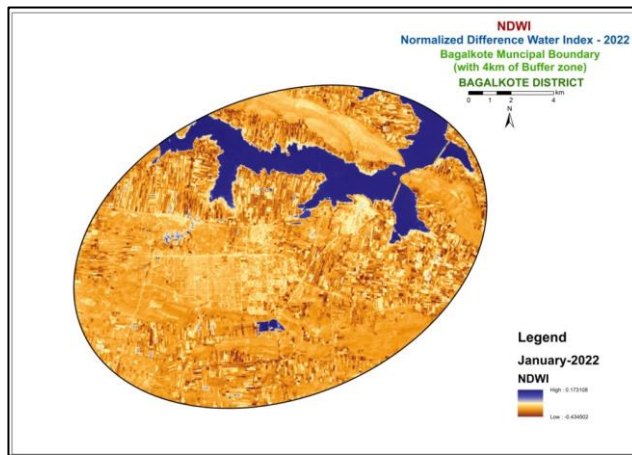 NDWI
Normalized Difference Water Index - 2022
Bagalkote Muncipal Boundary
(with 4km of Buffer zone)
BAGALKOTE DISTRICT
0 1 2 4
km
N
Legend
January-2022
NDWI
High : 0.173108
Low : -0.434902